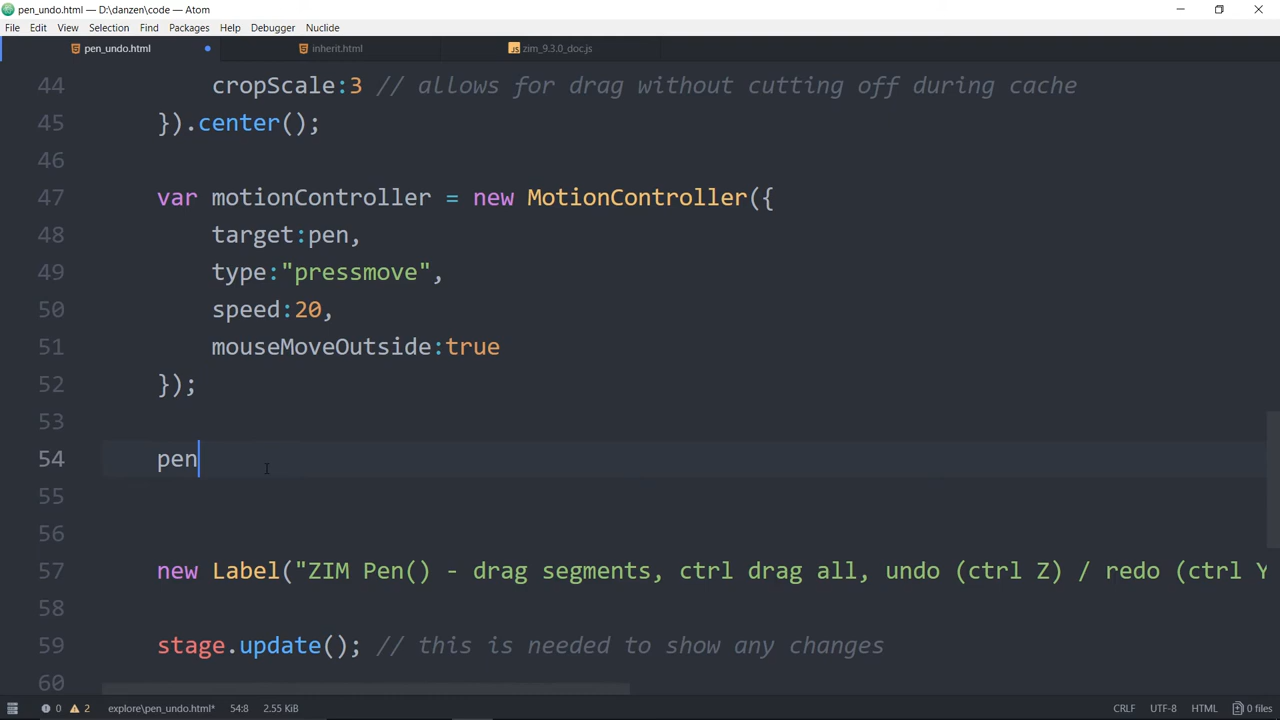 pen_undo.html — D:\danzen\code — Atom
File Edit View Selection Find Packages Help Debugger Nuclide
pen_undo.html inherit.html zim_9.3.0_doc.js
44 cropScale:3 // allows for drag without cutting off during cache
45 }).center();
46
47 var motionController = new MotionController({
48 target:pen,
49 type:"pressmove",
50 speed:20,
51 mouseMoveOutside:true
52 });
53
54 pen
55
56
57 new Label("ZIM Pen() - drag segments, ctrl drag all, undo (ctrl Z) / redo (ctrl Y
58
59 stage.update(); // this is needed to show any changes
60
0 2 explore\pen_undo.html* 54:8 2.55 KiB CRLF UTF-8 HTML 0 files